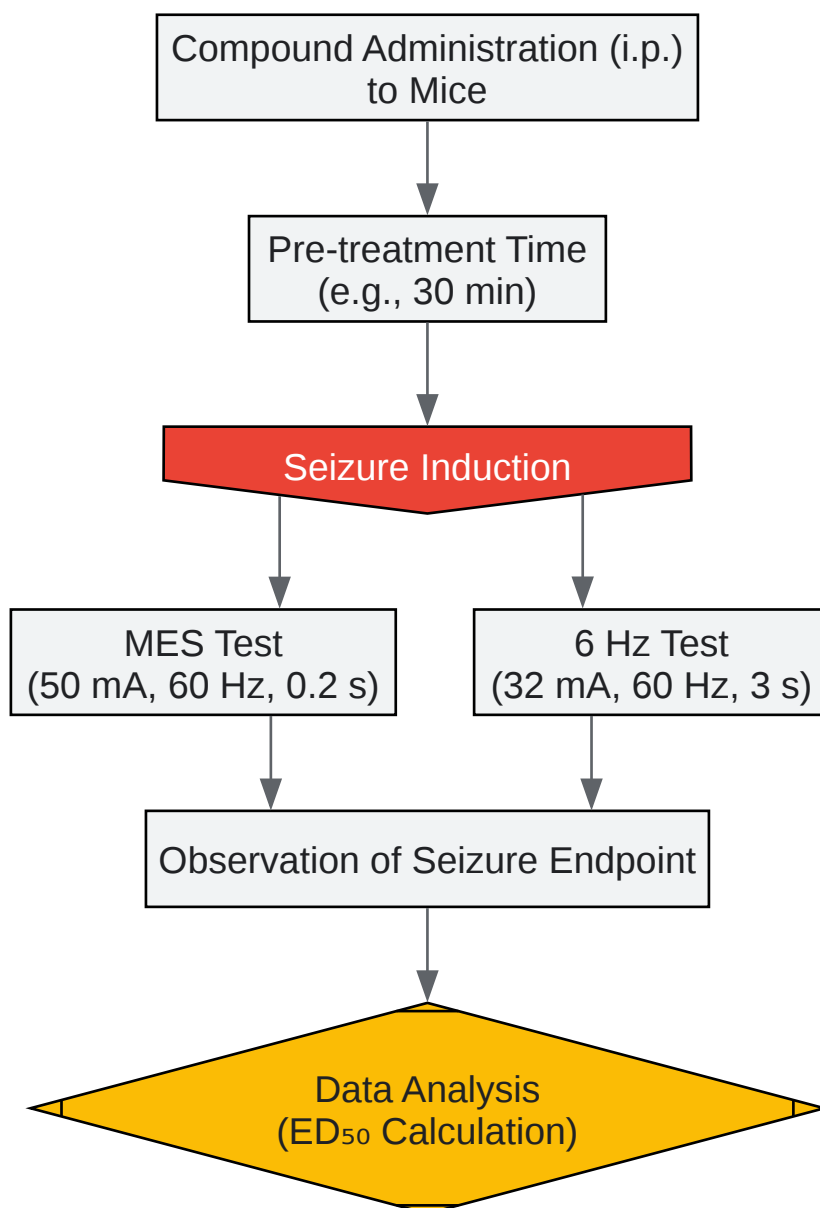 Compound Administration (i.p.)
to Mice
Pre-treatment Time
(e.g., 30 min)
Seizure Induction
MES Test
(50 mA, 60 Hz, 0.2 s)
6 Hz Test
(32 mA, 60 Hz, 3 s)
Observation of Seizure Endpoint
Data Analysis
(ED₅₀ Calculation)